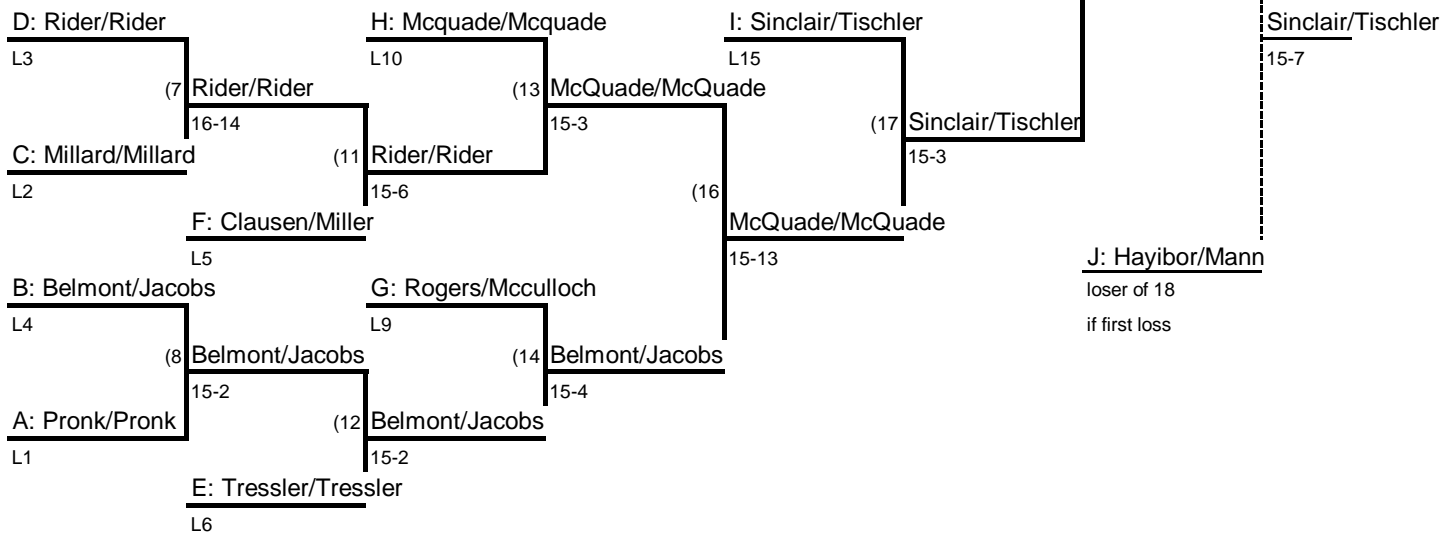 D: Rider/Rider
H: Mcquade/Mcquade
I: Sinclair/Tischler
Sinclair/Tischler
L3
L10
L15
15-7
(7 Rider/Rider
(13 McQuade/McQuade
16-14
15-3
(17 Sinclair/Tischler
C: Millard/Millard
(11 Rider/Rider
15-3
L2
15-6
(16
F: Clausen/Miller
McQuade/McQuade
L5
15-13
J: Hayibor/Mann
B: Belmont/Jacobs
G: Rogers/Mcculloch
loser of 18
L4
L9
if first loss
(8 Belmont/Jacobs
(14 Belmont/Jacobs
15-2
15-4
A: Pronk/Pronk
(12 Belmont/Jacobs
L1
15-2
E: Tressler/Tressler
L6